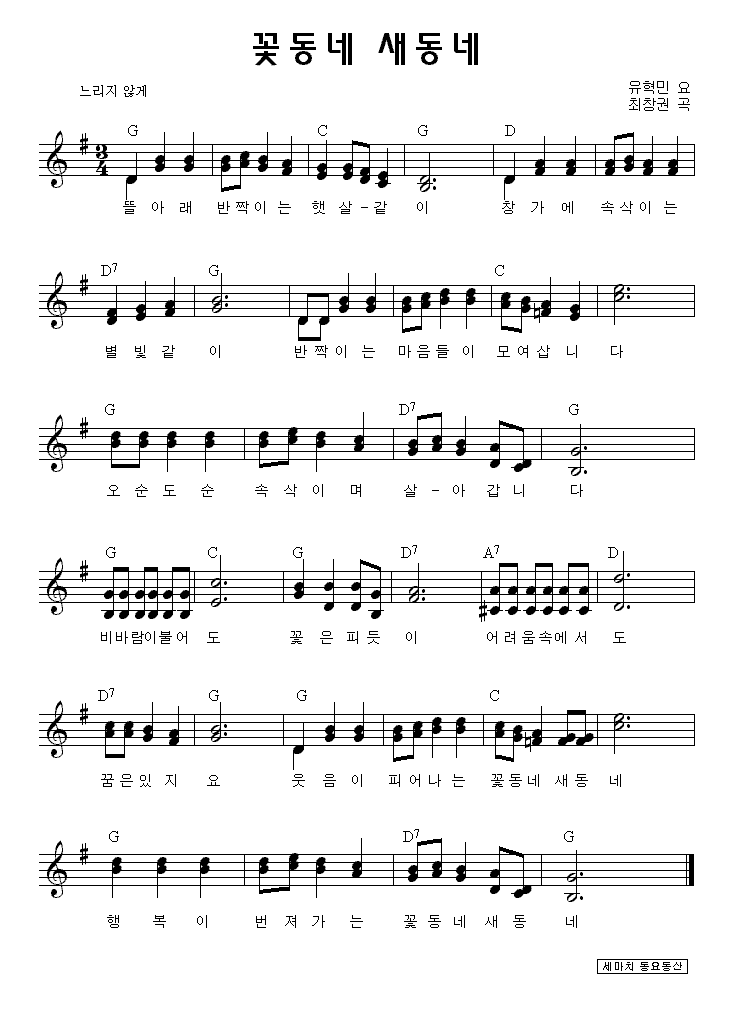 꽃동네 새동네
느리지 않게
유혁민 요
최창권 곡
G C G D
3
4
뜰 아 래 반 짝 이 는 햇 살 - 같 이 창 가 에 속 삭 이 는
D7 G C
별 빛 같 이 반 짝 이 는 마 음 들 이 모 여 삽 니 다
G D7 G
오 순 도 순 속 삭 이 며 살 - 아 갑 니 다
G C G D7 A7 D
비바람이불어 도 꽃 은 피 듯 이 어려움속에서 도
D7 G G C
꿈은있 지 요 웃 음 이 피어나는 꽃동네 새동 네
G D7 G
행 복 이 번 져 가 는 꽃 동 네 새 동 네
세마치 동요동산